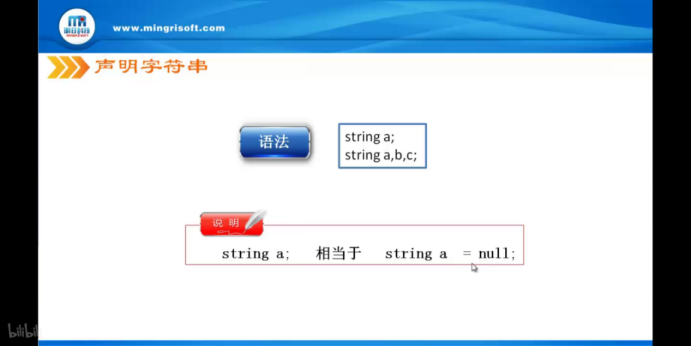 www.mingrisoft.com
声明字符串
语法
string a;
string a,b,c;
说明
string a; 相当于 string a = null;
bilibili